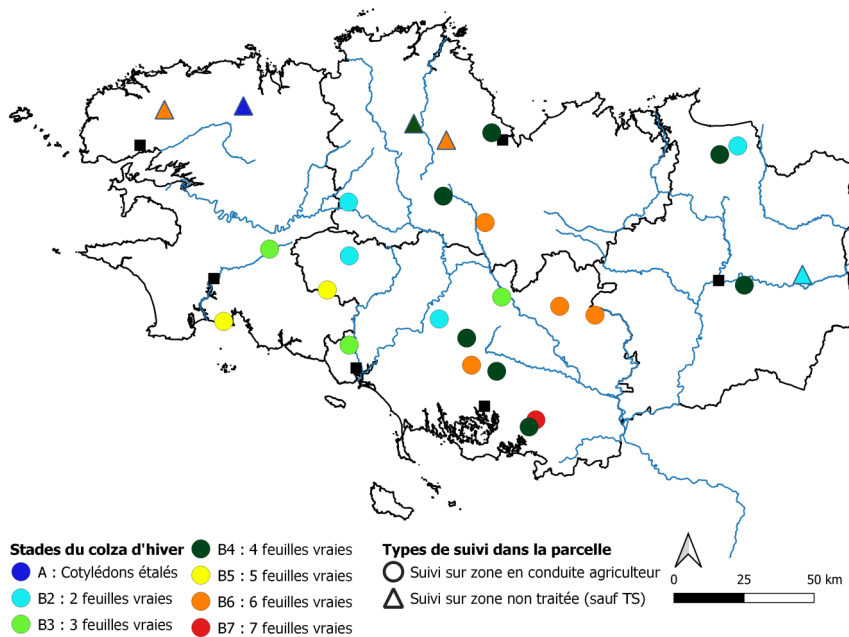 Stades du colza d'hiver
A : Cotylédons étalés
B2 : 2 feuilles vraies
B3 : 3 feuilles vraies
B4 : 4 feuilles vraies
B5 : 5 feuilles vraies
B6 : 6 feuilles vraies
B7 : 7 feuilles vraies
Types de suivi dans la parcelle
Suivi sur zone en conduite agriculteur
Suivi sur zone non traitée (sauf TS)
0 25 50 km